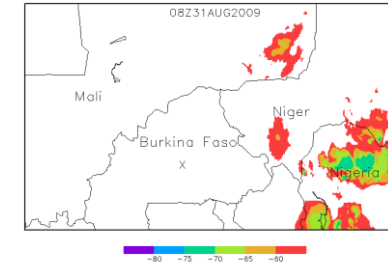 08Z31AUG2009
Mali
Niger
Burkina Faso
X
Nigeria
-80 -75 -70 -65 -60